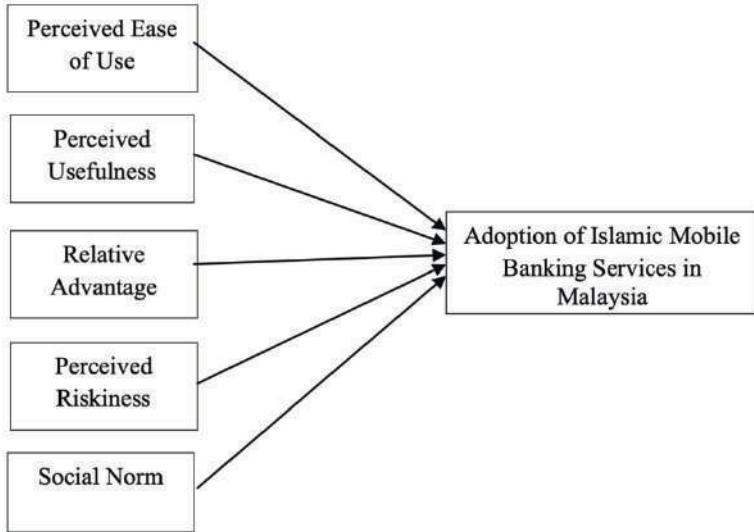 Perceived Ease
of Use
Perceived
Usefulness
Relative
Advantage
Perceived
Riskiness
Social Norm
Adoption of Islamic Mobile
Banking Services in
Malaysia